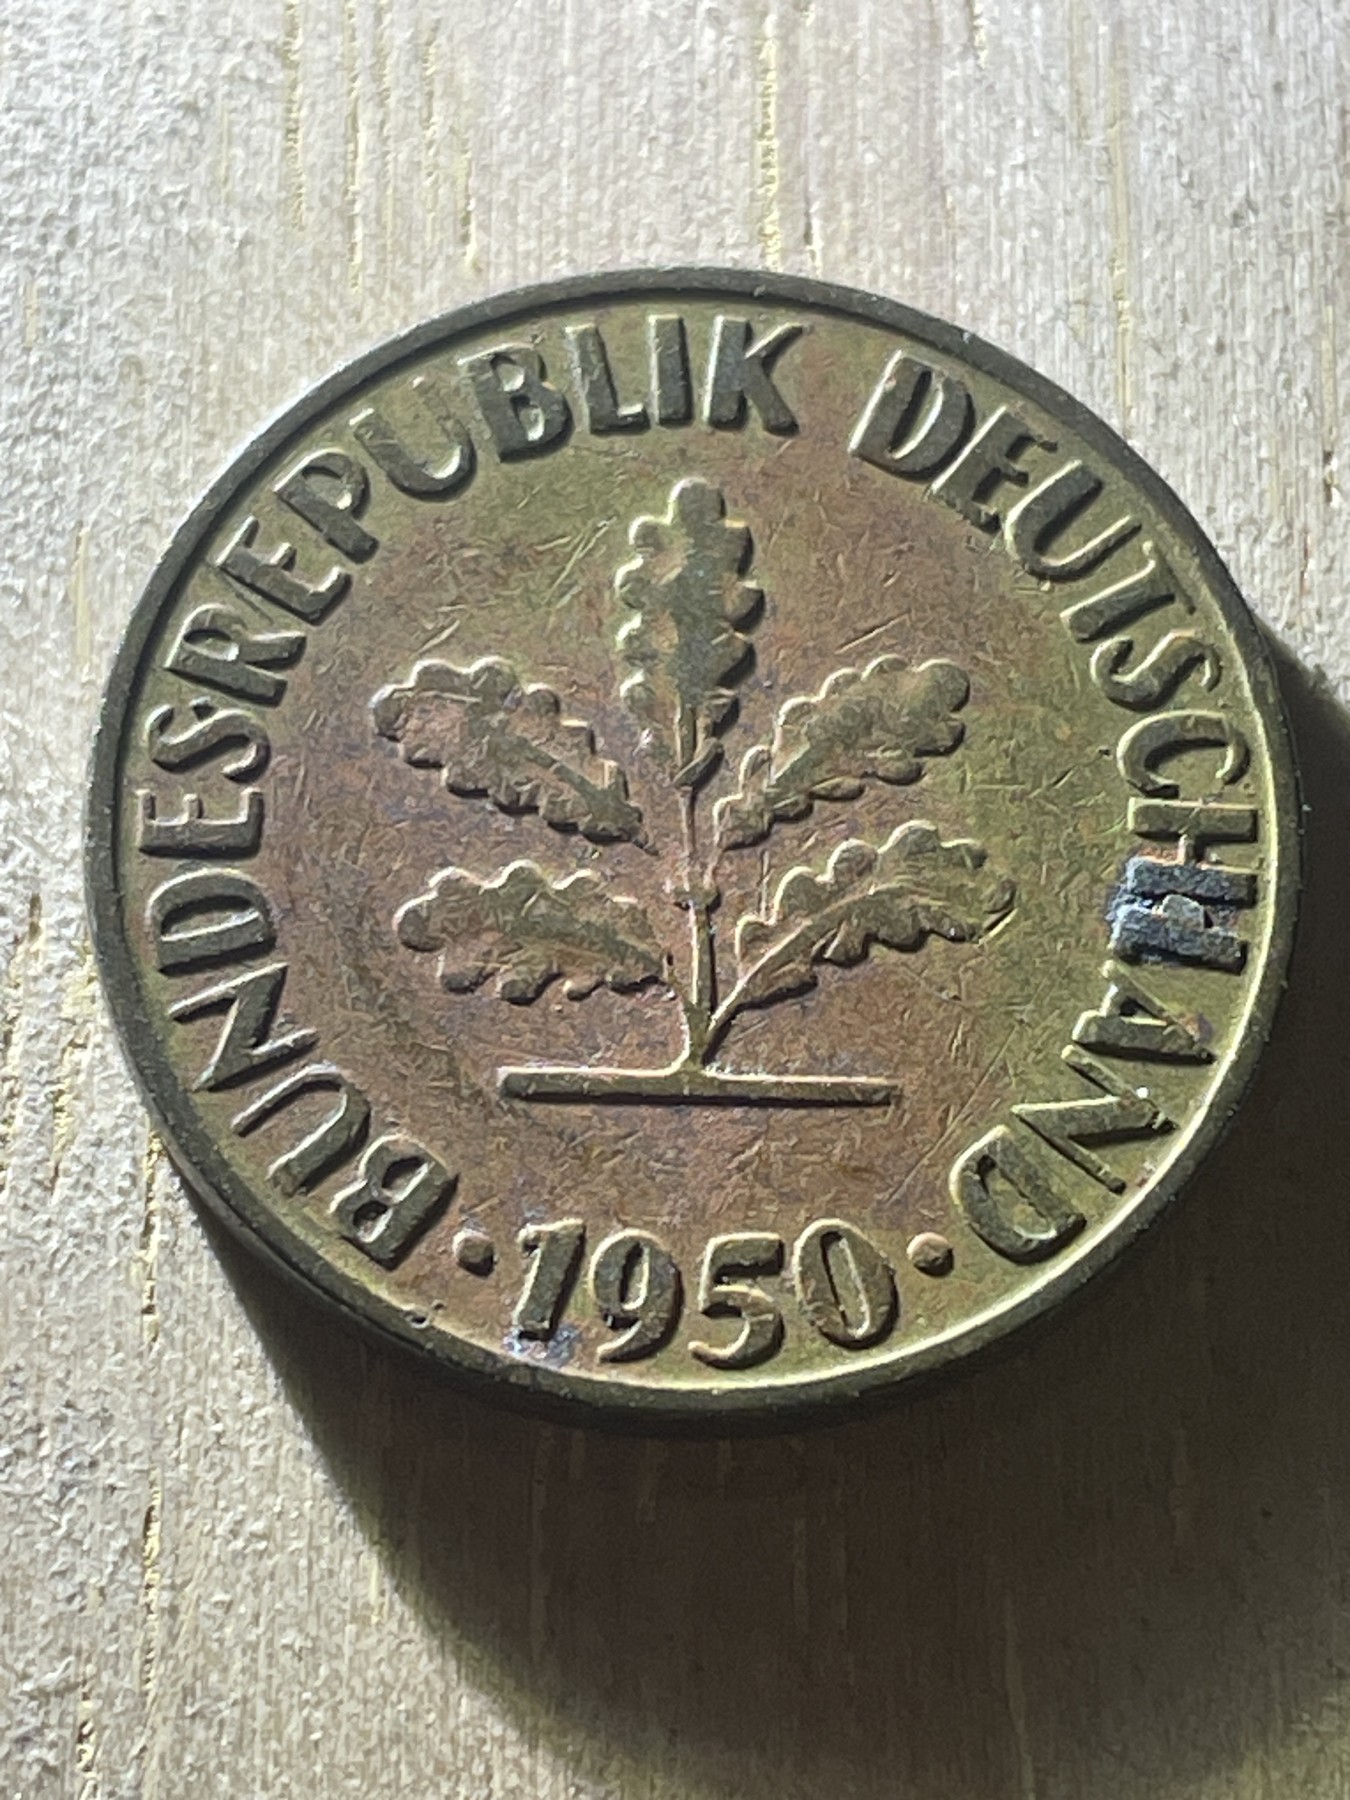 BUNDESREPUBLIK DEUTSCHLAND
· 1950 ·